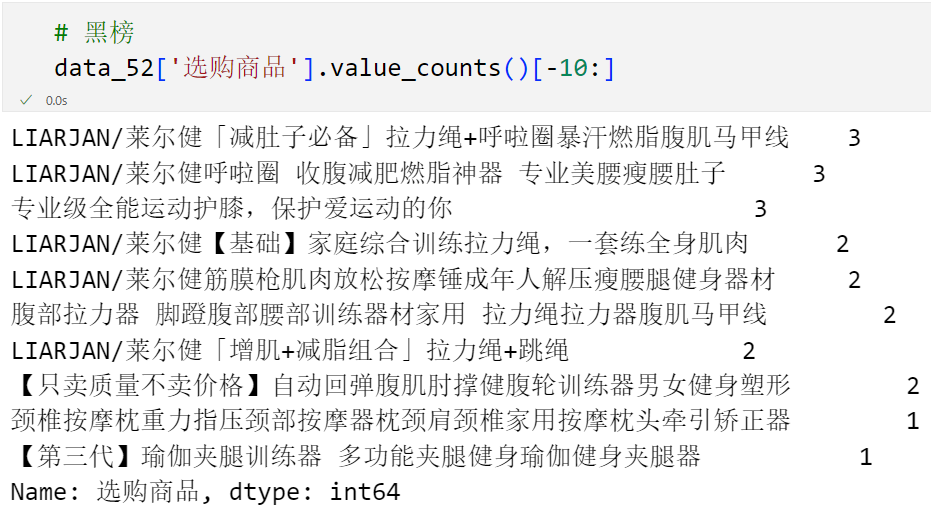 # 黑榜
data_52['选购商品'].value_counts()[-10:]
✓ 0.0s
LIARJAN/莱尔健「减肚子必备」拉力绳+呼啦圈暴汗燃脂腹肌马甲线 3
LIARJAN/莱尔健呼啦圈 收腹减肥燃脂神器 专业美腰瘦腰肚子 3
专业级全能运动护膝，保护爱运动的你 3
LIARJAN/莱尔健【基础】家庭综合训练拉力绳，一套练全身肌肉 2
LIARJAN/莱尔健筋膜枪肌肉放松按摩锤成年人解压瘦腰腿健身器材 2
腹部拉力器 脚蹬腹部腰部训练器材家用 拉力绳拉力器腹肌马甲线 2
LIARJAN/莱尔健「增肌+减脂组合」拉力绳+跳绳 2
【只卖质量不卖价格】自动回弹腹肌肘撑健腹轮训练器男女健身塑形 2
颈椎按摩枕重力指压颈部按摩器枕颈肩颈椎家用按摩枕头牵引矫正器 1
【第三代】瑜伽夹腿训练器 多功能夹腿健身瑜伽健身夹腿器 1
Name: 选购商品, dtype: int64